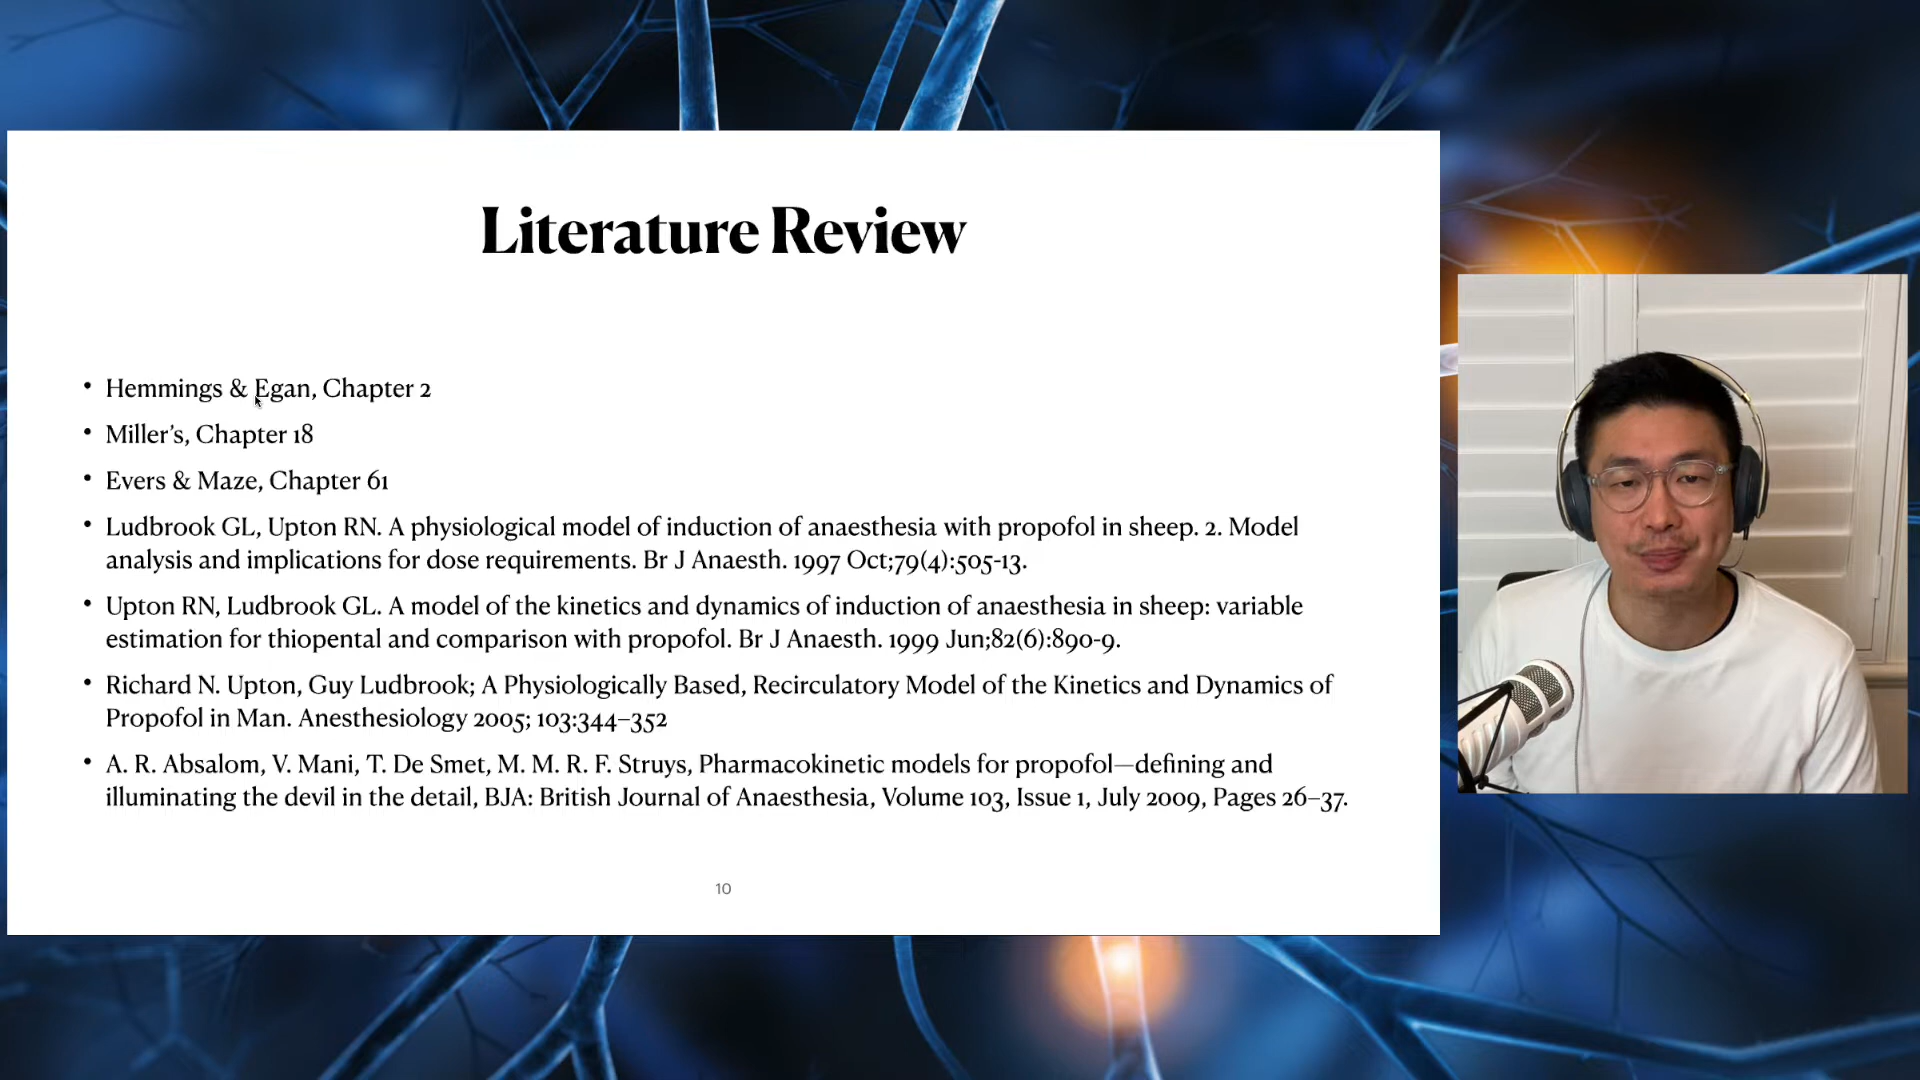 Literature Review
• Hemmings & Egan, Chapter 2
• Miller’s, Chapter 18
• Evers & Maze, Chapter 61
• Ludbrook GL, Upton RN. A physiological model of induction of anaesthesia with propofol in sheep. 2. Model
analysis and implications for dose requirements. Br J Anaesth. 1997 Oct;79(4):505-13.
• Upton RN, Ludbrook GL. A model of the kinetics and dynamics of induction of anaesthesia in sheep: variable
estimation for thiopental and comparison with propofol. Br J Anaesth. 1999 Jun;82(6):890-9.
• Richard N. Upton, Guy Ludbrook; A Physiologically Based, Recirculatory Model of the Kinetics and Dynamics of
Propofol in Man. Anesthesiology 2005; 103:344–352
• A. R. Absalom, V. Mani, T. De Smet, M. M. R. F. Struys, Pharmacokinetic models for propofol—defining and
illuminating the devil in the detail, BJA: British Journal of Anaesthesia, Volume 103, Issue 1, July 2009, Pages 26–37.
10